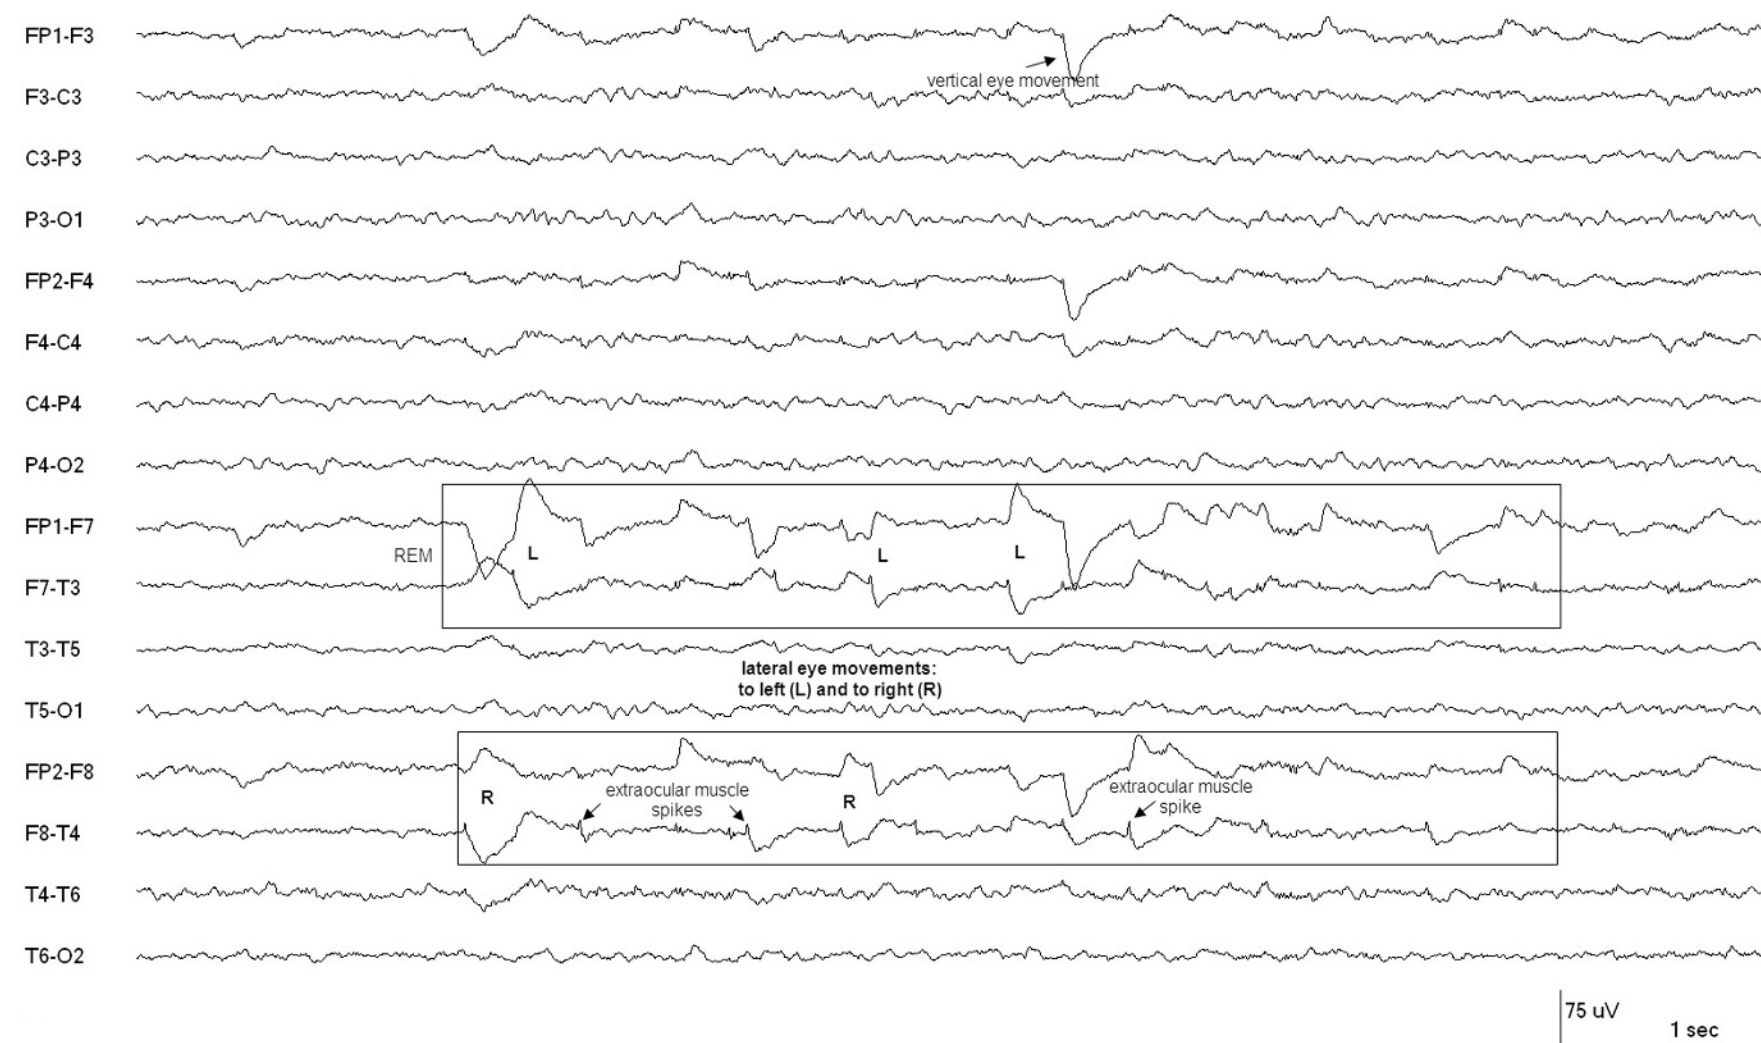 FP1-F3
vertical eye movement
F3-C3
C3-P3
P3-O1
FP2-F4
F4-C4
C4-P4
P4-O2
FP1-F7
REM
L
L
L
F7-T3
T3-T5
lateral eye movements:
to left (L) and to right (R)
T5-O1
FP2-F8
R
extraocular muscle
spikes
R
extraocular muscle
spike
F8-T4
T4-T6
T6-O2
75 uV
1 sec